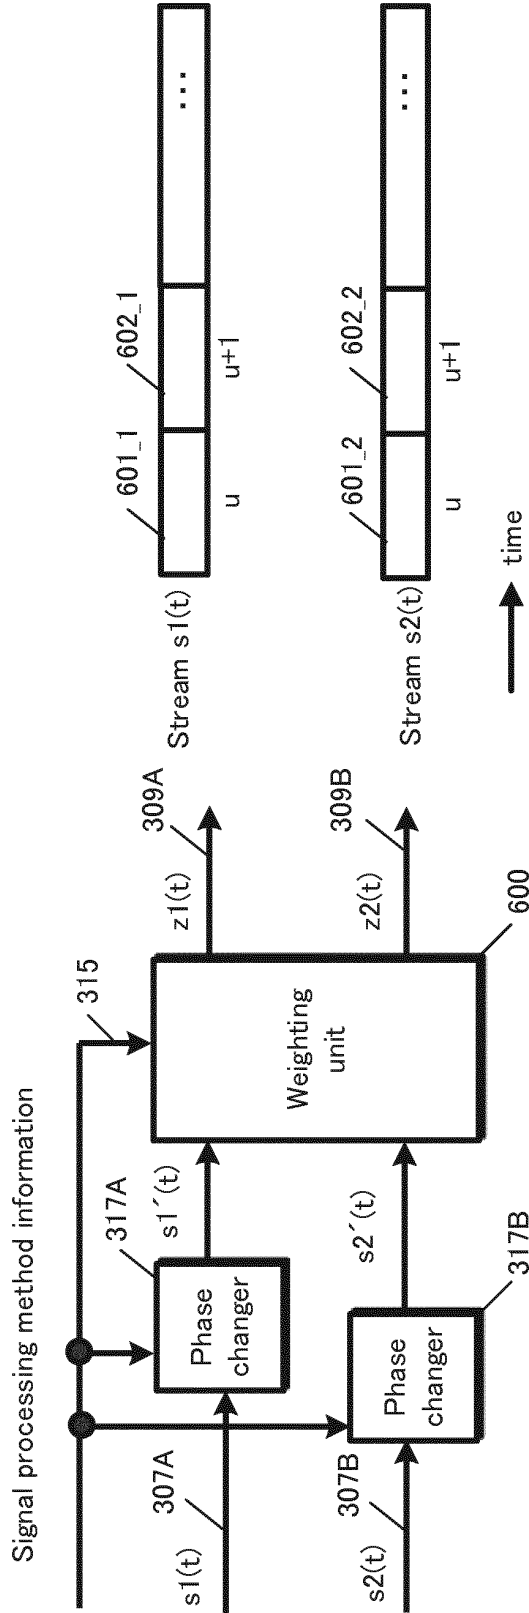 Signal processing method information
315
s1(t)
307A
Phase
changer
317A
s1´(t)
s2(t)
307B
Phase
changer
317B
s2´(t)
Weighting
unit
600
z1(t)
309A
z2(t)
309B
Stream s1(t)
601_1
602_1
...
u
u+1
Stream s2(t)
601_2
602_2
...
u
u+1
time